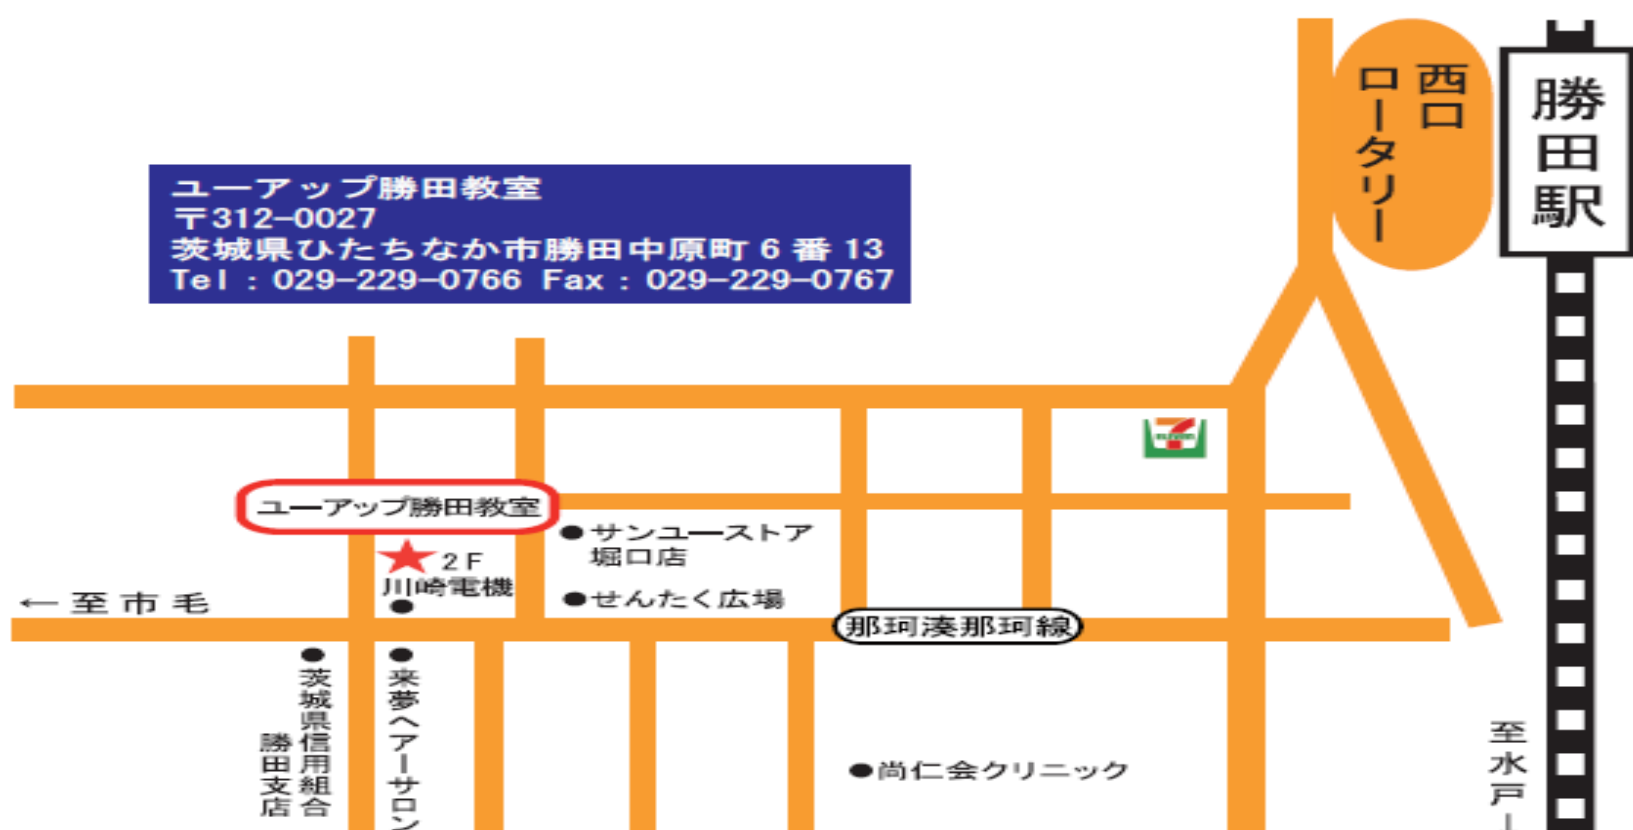 西口
ロータリー
勝田駅
ユーアップ勝田教室
〒312-0027
茨城県ひたちなか市勝田中原町 6 番 13
Tel : 029-229-0766 Fax : 029-229-0767
ユーアップ勝田教室
★2F
川崎電機
●
●サンユーストア
堀口店
●せんたく広場
←至市毛
那珂湊那珂線
●茨城県信用組合
勝田支店
●来夢ヘアーサロン
●尚仁会クリニック
至水戸